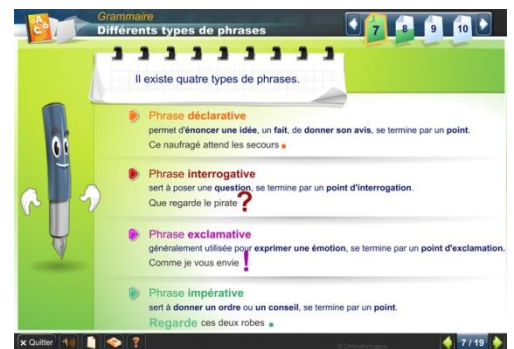 Grammaire
Différents types de phrases
7 8 9 10
Il existe quatre types de phrases.
Phrase déclarative
permet d'énoncer une idée, un fait, de donner son avis, se termine par un point.
Ce naufragé attend les secours .
Phrase interrogative
sert à poser une question, se termine par un point d'interrogation.
Que regarde le pirate ?
Phrase exclamative
généralement utilisée pour exprimer une émotion, se termine par un point d'exclamation.
Comme je vous envie !
Phrase impérative
sert à donner un ordre ou un conseil, se termine par un point.
Regarde ces deux robes .
x Quitter ? 7 / 19